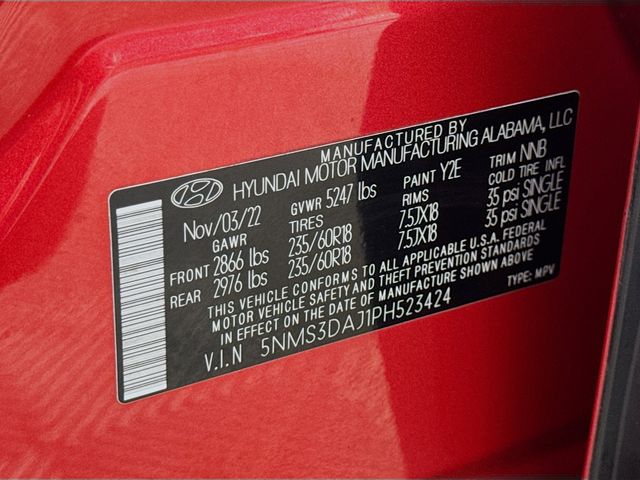 MANUFACTURED BY
HYUNDAI MOTOR MANUFACTURING ALABAMA, LLC
Nov/03/22 GVWR 5247 lbs PAINT Y2E TRIM NNB
GAWR TIRES RIMS COLD TIRE INFL
FRONT 2866 lbs 235/60R18 7.5JX18 35 psi SINGLE
REAR 2976 lbs 235/60R18 7.5JX18 35 psi SINGLE
THIS VEHICLE CONFORMS TO ALL APPLICABLE U.S.A. FEDERAL
MOTOR VEHICLE SAFETY AND THEFT PREVENTION STANDARDS
IN EFFECT ON THE DATE OF MANUFACTURE SHOWN ABOVE
V.I.N 5NMS3DAJ1PH523424 TYPE: MPV